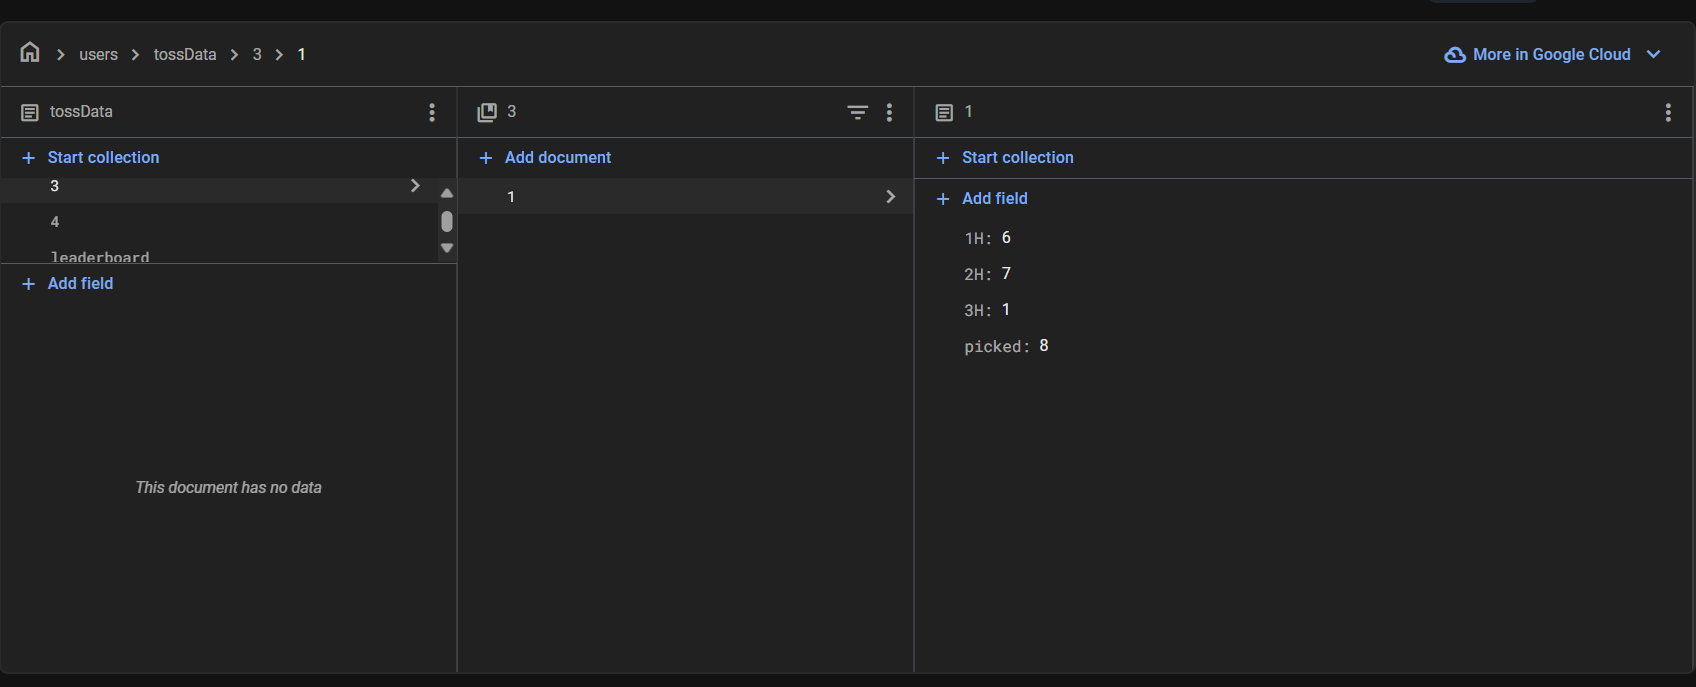 users tossData 3 1
More in Google Cloud
tossData
3
1
Start collection
Add document
Start collection
3
4
leaderboard
Add field
This document has no data
1
Add field
1H: 6
2H: 7
3H: 1
picked: 8